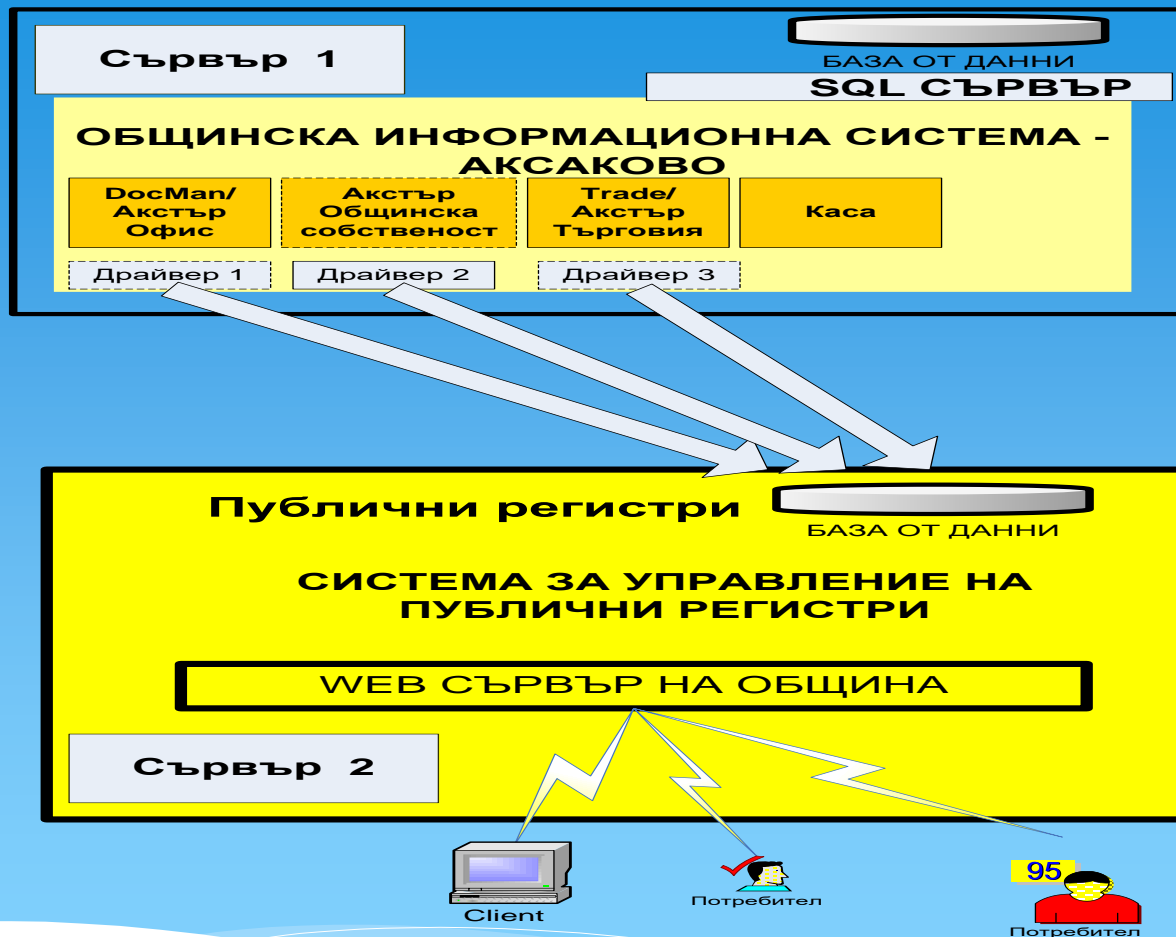 Сървър 1
БАЗА ОТ ДАННИ
SQL СЪРВЪР
ОБЩИНСКА ИНФОРМАЦИОННА СИСТЕМА -
АКСАКОВО
DocMan/
Акстър
Офис
Акстър
Общинска
собственост
Trade/
Акстър
Търговия
Каса
Драйвер 1
Драйвер 2
Драйвер 3
Публични регистри
БАЗА ОТ ДАННИ
СИСТЕМА ЗА УПРАВЛЕНИЕ НА
ПУБЛИЧНИ РЕГИСТРИ
WEB СЪРВЪР НА ОБЩИНА
Сървър 2
Client
Потребител
95
Потребител